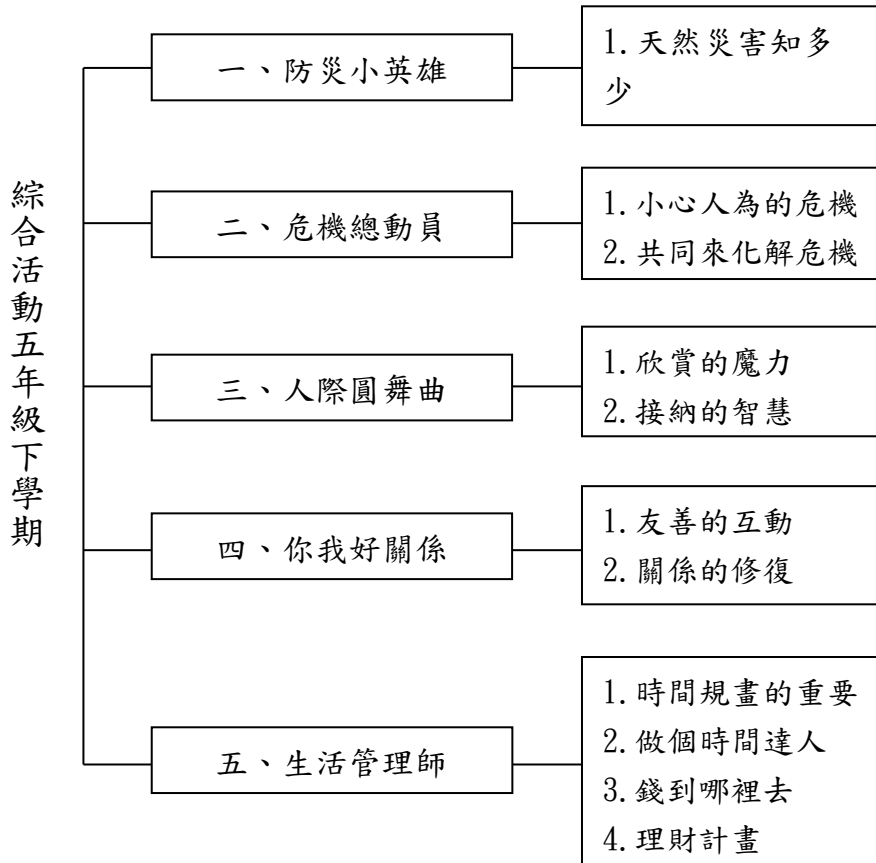 綜合活動五年級下學期
一、防災小英雄
1.天然災害知多
少
二、危機總動員
1.小心人為的危機
2.共同來化解危機
三、人際圓舞曲
1.欣賞的魔力
2.接納的智慧
四、你我好關係
1.友善的互動
2.關係的修復
五、生活管理師
1.時間規畫的重要
2.做個時間達人
3.錢到哪裡去
4.理財計畫